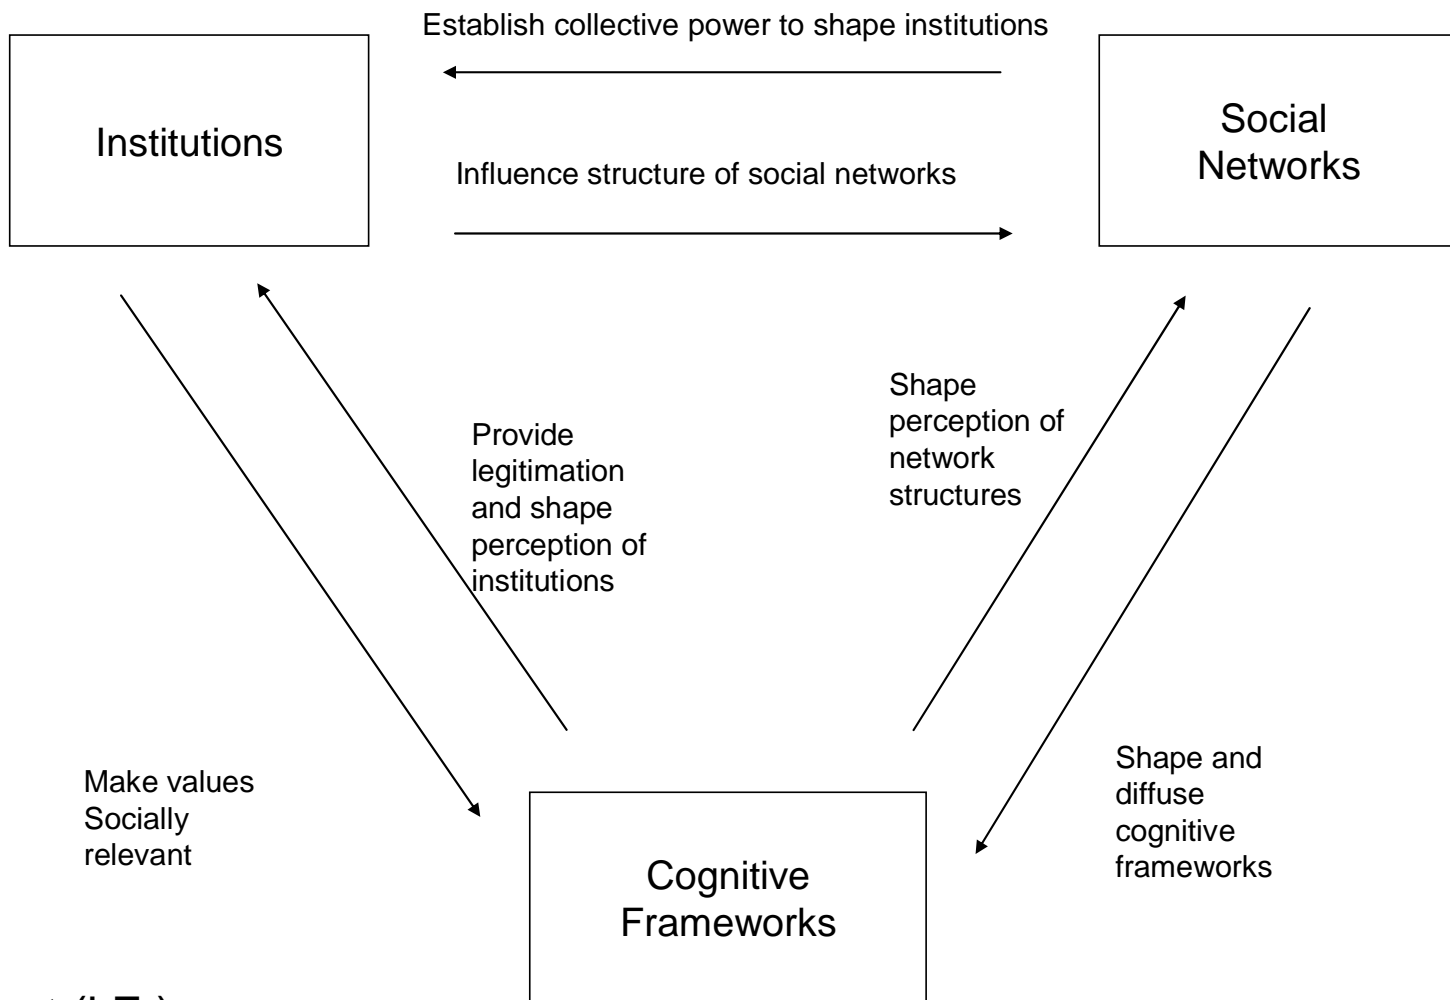 Establish collective power to shape institutions
Institutions
Social
Networks
Influence structure of social networks
Provide
legitimation
and shape
perception of
institutions
Shape
perception of
network
structures
Make values
Socially
relevant
Shape and
diffuse
cognitive
frameworks
Cognitive
Frameworks